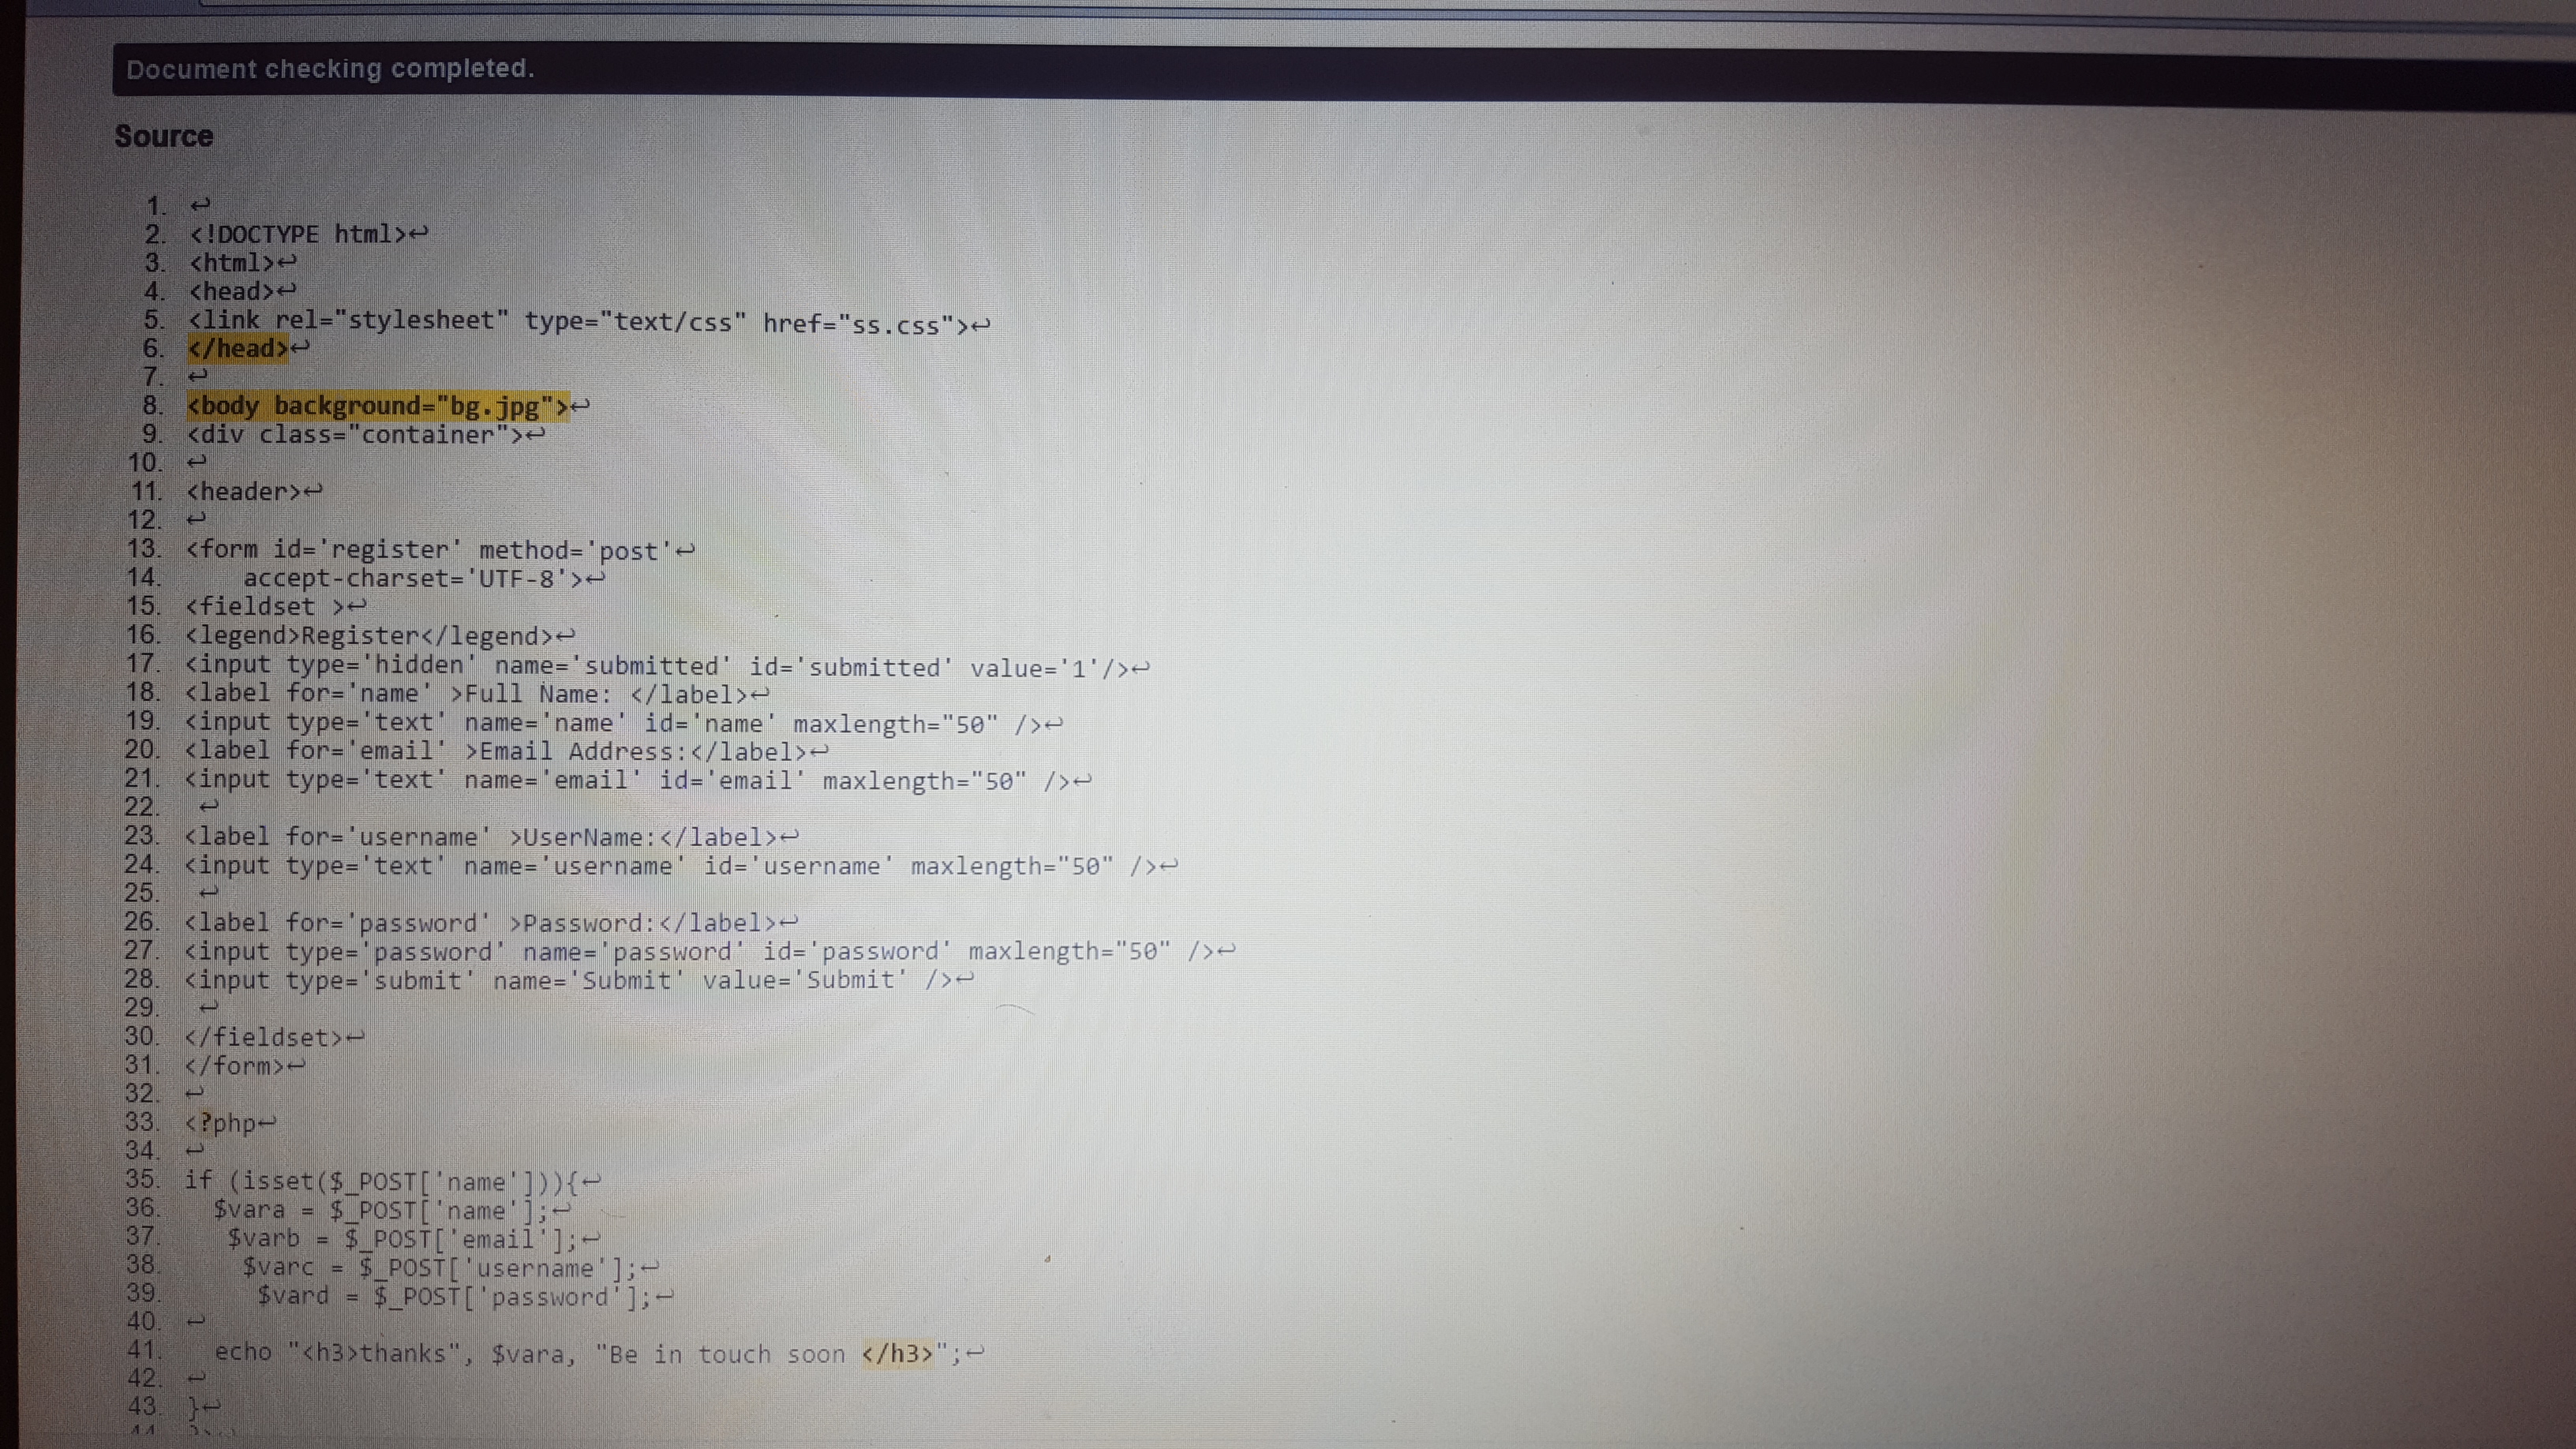 Document checking completed.
Source
1. ↩
2. <!DOCTYPE html>↩
3. <html>↩
4. <head>↩
5. <link rel="stylesheet" type="text/css" href="ss.css">↩
6. </head>↩
7. ↩
8. <body background="bg.jpg">↩
9. <div class="container">↩
10. ↩
11. <header>↩
12. ↩
13. <form id='register' method='post'↩
14.     accept-charset='UTF-8'>↩
15. <fieldset >↩
16. <legend>Register</legend>↩
17. <input type='hidden' name='submitted' id='submitted' value='1'/>↩
18. <label for='name' >Full Name: </label>↩
19. <input type='text' name='name' id='name' maxlength="50" />↩
20. <label for='email' >Email Address:</label>↩
21. <input type='text' name='email' id='email' maxlength="50" />↩
22.  ↩
23. <label for='username' >UserName:</label>↩
24. <input type='text' name='username' id='username' maxlength="50" />↩
25.  ↩
26. <label for='password' >Password:</label>↩
27. <input type='password' name='password' id='password' maxlength="50" />↩
28. <input type='submit' name='Submit' value='Submit' />↩
29.  ↩
30. </fieldset>↩
31. </form>↩
32. ↩
33. <?php↩
34. ↩
35. if (isset($_POST['name'])){↩
36.   $vara = $_POST['name'];↩
37.    $varb = $_POST['email'];↩
38.     $varc = $_POST['username'];↩
39.      $vard = $_POST['password'];↩
40. ↩
41.   echo "<h3>thanks", $vara, "Be in touch soon </h3>";↩
42. ↩
43. }↩